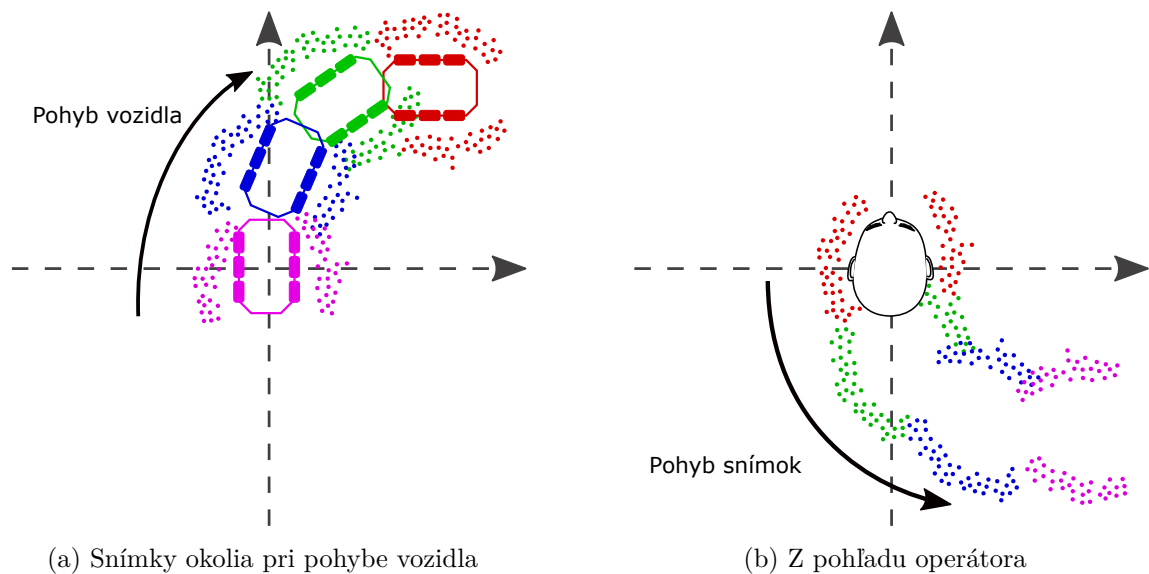 Pohyb vozidla
Pohyb snímok
(a) Snímky okolia pri pohybe vozidla
(b) Z pohľadu operátora